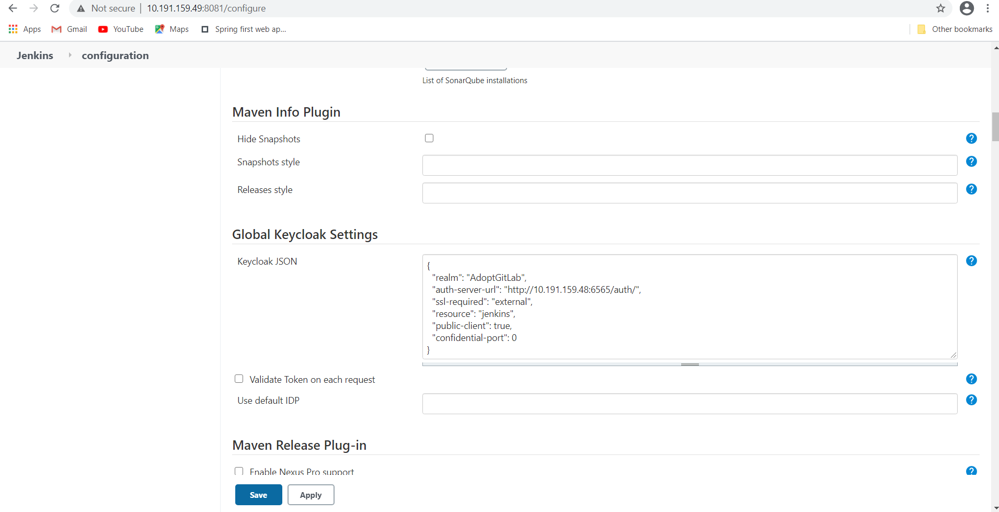 Not secure | 10.191.159.49:8081/configure
Apps Gmail YouTube Maps Spring first web ap... Other bookmarks
Jenkins configuration
List of SonarQube installations
Maven Info Plugin
Hide Snapshots
Snapshots style
Releases style
Global Keycloak Settings
Keycloak JSON
{
"realm": "AdoptGitLab",
"auth-server-url": "http://10.191.159.48:6565/auth/",
"ssl-required": "external",
"resource": "jenkins",
"public-client": true,
"confidential-port": 0
}
Validate Token on each request
Use default IDP
Maven Release Plug-in
Enable Nexus Pro support
Save Apply